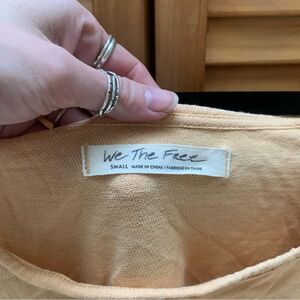 We The Free
SMALL MADE IN CHINA / FABRIQUÉ EN CHINE